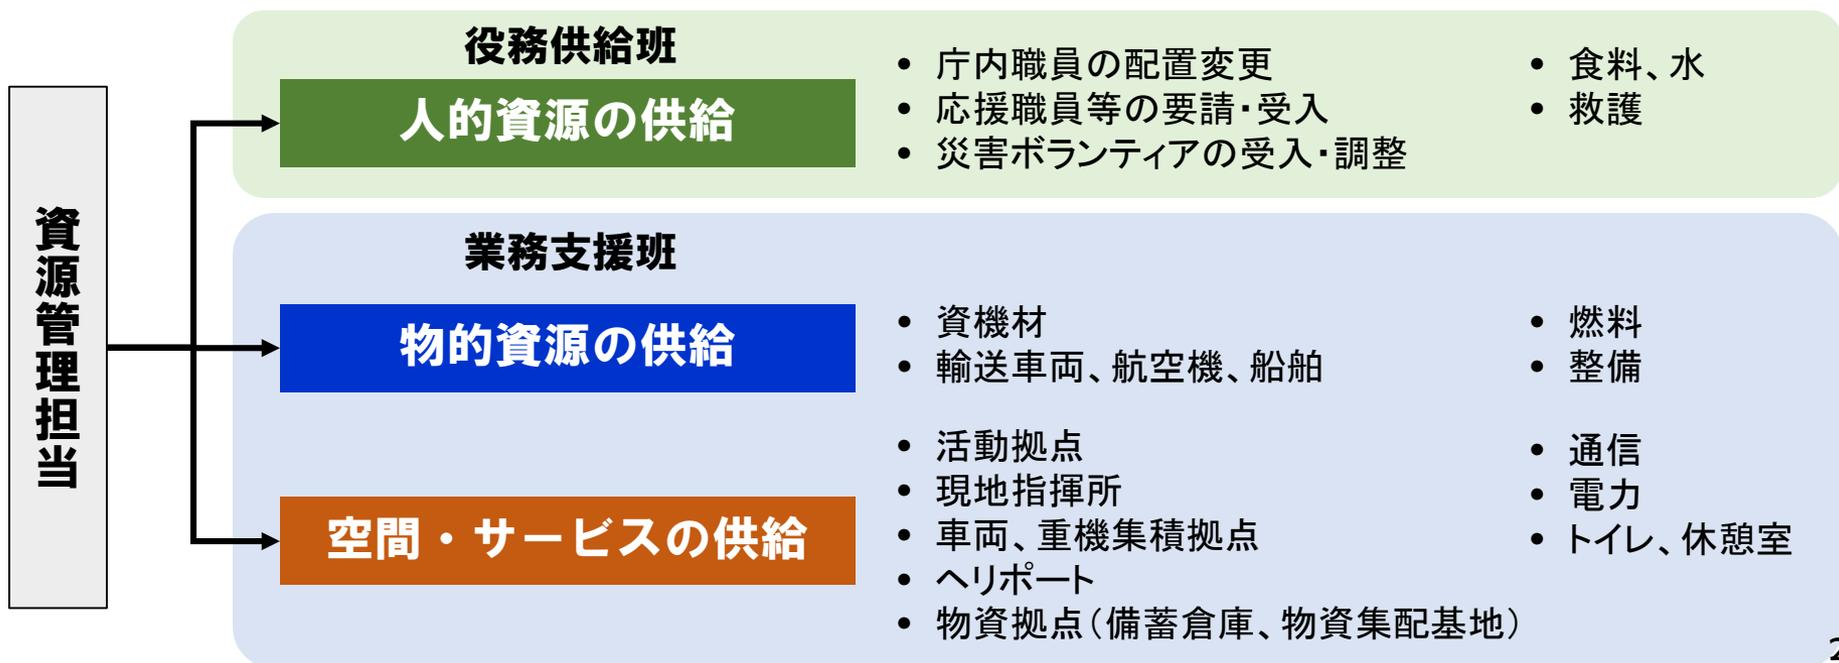 役務供給班
人的資源の供給
• 庁内職員の配置変更
• 応援職員等の要請・受入
• 災害ボランティアの受入・調整
• 食料、水
• 救護
資源管理担当
業務支援班
物的資源の供給
• 資機材
• 輸送車両、航空機、船舶
• 燃料
• 整備
空間・サービスの供給
• 活動拠点
• 現地指揮所
• 車両、重機集積拠点
• ヘリポート
• 物資拠点（備蓄倉庫、物資集配基地）
• 通信
• 電力
• トイレ、休憩室